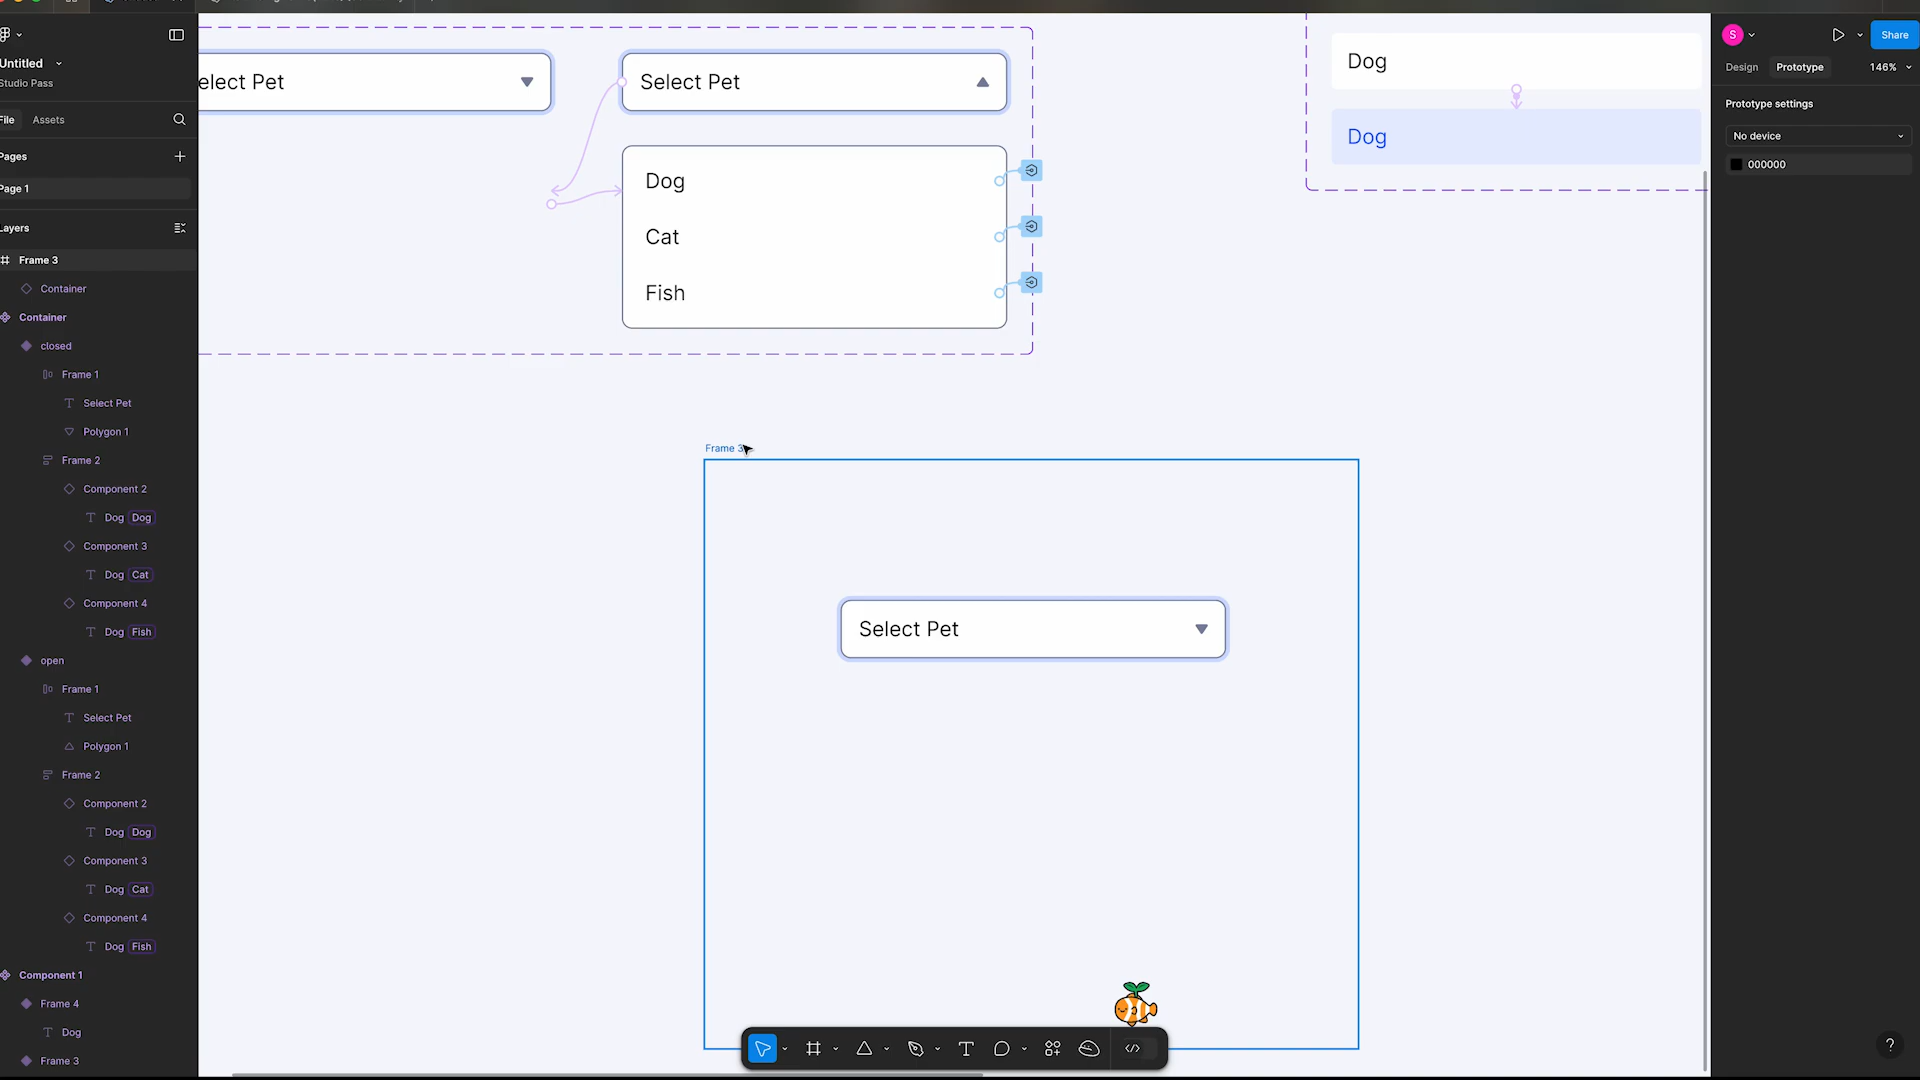 Untitled
Studio Pass
File
Assets
Pages
Page 1
Layers
Frame 3
Container
Container
closed
Frame 1
Select Pet
Polygon 1
Frame 2
Component 2
Dog Dog
Component 3
Dog Cat
Component 4
Dog Fish
open
Frame 1
Select Pet
Polygon 1
Frame 2
Component 2
Dog Dog
Component 3
Dog Cat
Component 4
Dog Fish
Component 1
Frame 4
Dog
Frame 3
elect Pet
Select Pet
Dog
Cat
Fish
Dog
Dog
Frame 3
Select Pet
S
Share
Design
Prototype
146%
Prototype settings
No device
000000
?